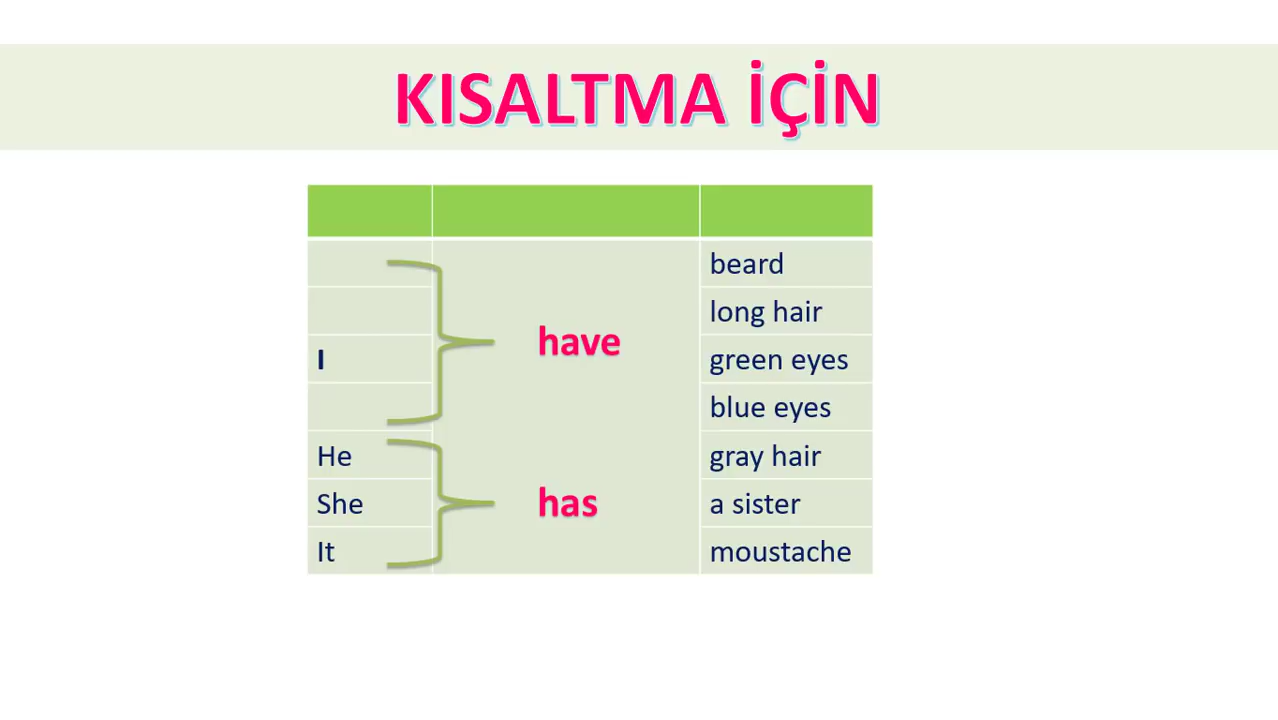 KISALTMA İÇİN
beard
long hair
have
I green eyes
blue eyes
He gray hair
She has a sister
It moustache